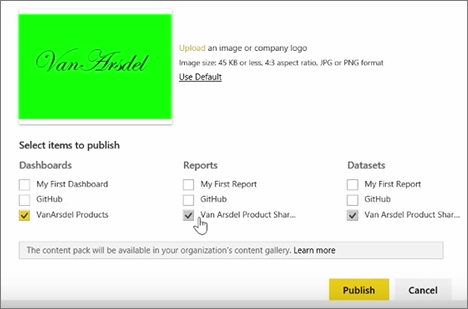 Van Arsdel
Upload an image or company logo
Image size: 45 KB or less, 4:3 aspect ratio, JPG or PNG format
Use Default
Select items to publish
Dashboards
My First Dashboard
GitHub
VanArsdel Products
Reports
My First Report
GitHub
Van Arsdel Product Shar...
Datasets
My First Report
GitHub
Van Arsdel Product Shar...
The content pack will be available in your organization's content gallery. Learn more
Publish
Cancel